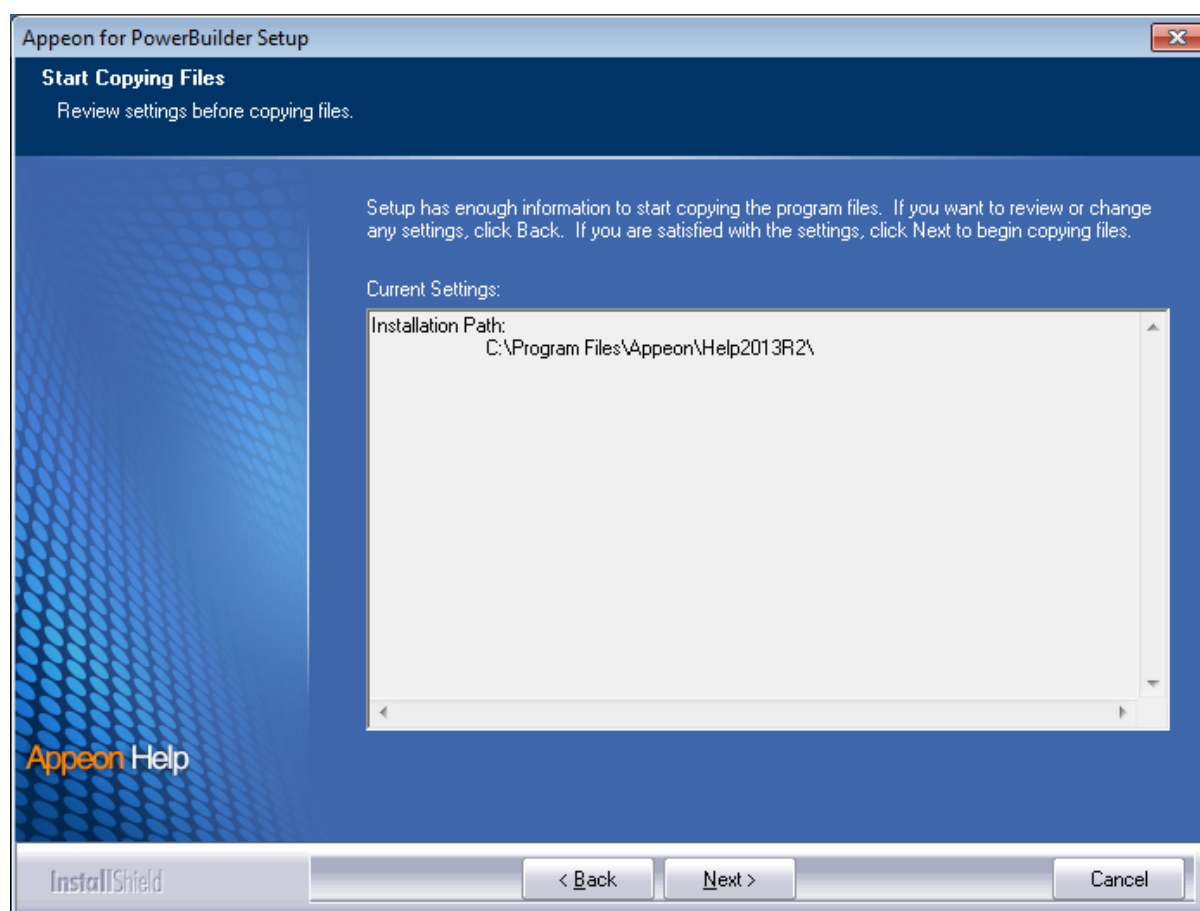 Appeon for PowerBuilder Setup
Start Copying Files
Review settings before copying files.
Setup has enough information to start copying the program files. If you want to review or change
any settings, click Back. If you are satisfied with the settings, click Next to begin copying files.
Current Settings:
Installation Path:
C:\Program Files\Appeon\Help2013R2\
Appeon Help
InstallShield
< Back
Next >
Cancel